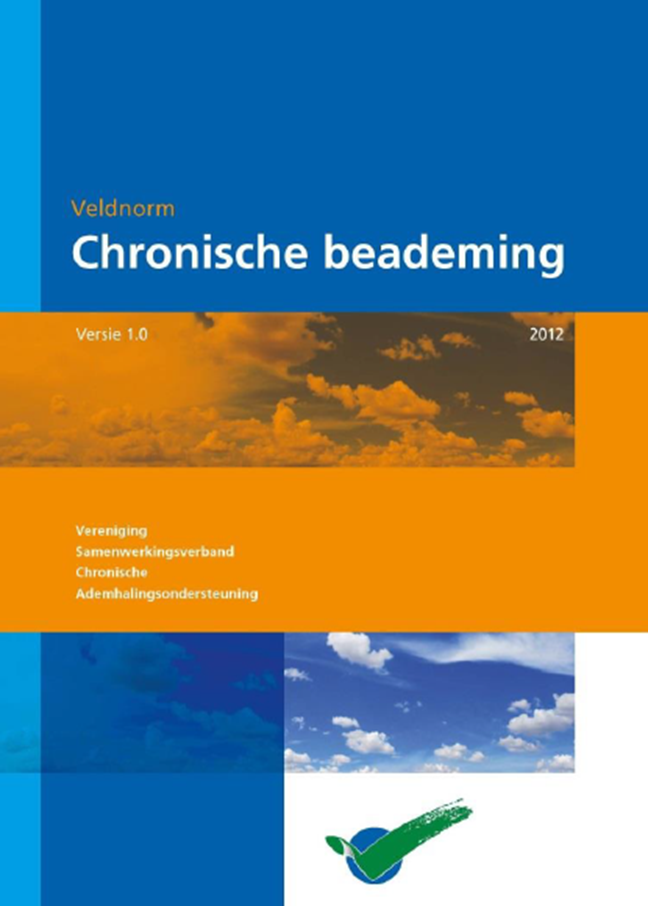 Veldnorm
Chronische beademing
Versie 1.0 2012
Vereniging
Samenwerkingsverband
Chronische
Ademhalingsondersteuning